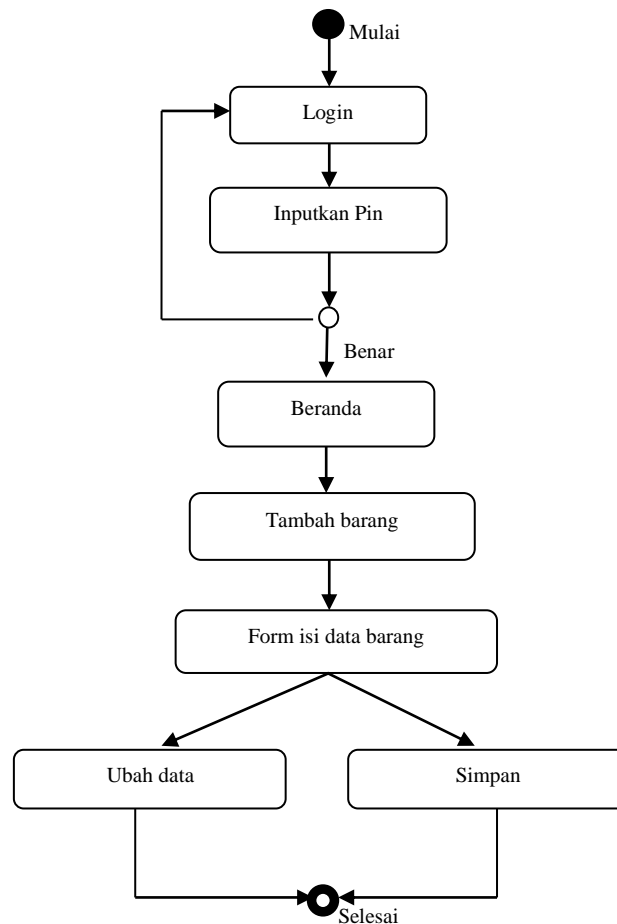 Mulai
Login
Inputkan Pin
Benar
Beranda
Tambah barang
Form isi data barang
Ubah data
Simpan
Selesai